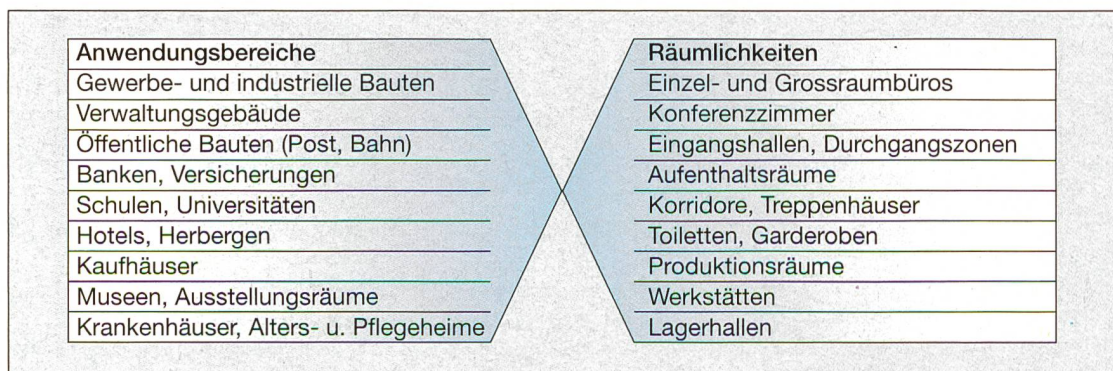 Anwendungsbereiche
Gewerbe- und industrielle Bauten
Verwaltungsgebäude
Öffentliche Bauten (Post, Bahn)
Banken, Versicherungen
Schulen, Universitäten
Hotels, Herbergen
Kaufhäuser
Museen, Ausstellungsräume
Krankenhäuser, Alters- u. Pflegeheime
Räumlichkeiten
Einzel- und Grossraumbüros
Konferenzzimmer
Eingangshallen, Durchgangszonen
Aufenthaltsräume
Korridore, Treppenhäuser
Toiletten, Garderoben
Produktionsräume
Werkstätten
Lagerhallen